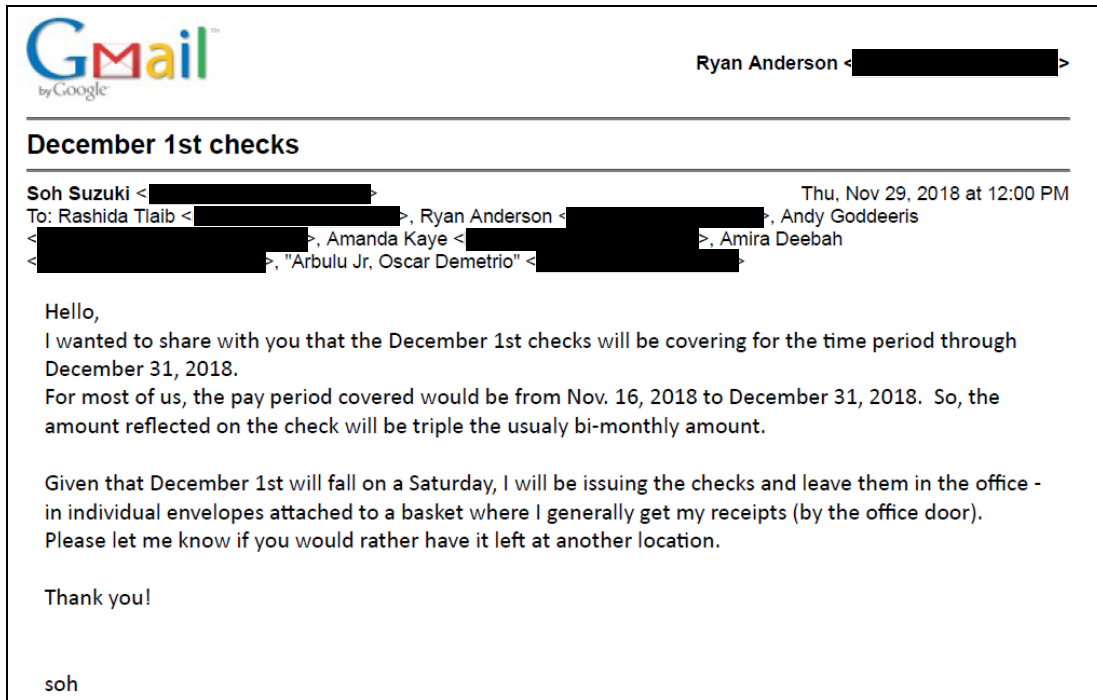 Gmail™
by Google
Ryan Anderson < >
December 1st checks
Soh Suzuki < >
Thu, Nov 29, 2018 at 12:00 PM
To: Rashida Tlaib < >, Ryan Anderson < >, Andy Goddeeris
< >, Amanda Kaye < >, Amira Deebah
< >, "Arbulu Jr, Oscar Demetrio" < >
Hello,
I wanted to share with you that the December 1st checks will be covering for the time period through
December 31, 2018.
For most of us, the pay period covered would be from Nov. 16, 2018 to December 31, 2018.  So, the
amount reflected on the check will be triple the usualy bi-monthly amount.
Given that December 1st will fall on a Saturday, I will be issuing the checks and leave them in the office -
in individual envelopes attached to a basket where I generally get my receipts (by the office door).
Please let me know if you would rather have it left at another location.
Thank you!
soh